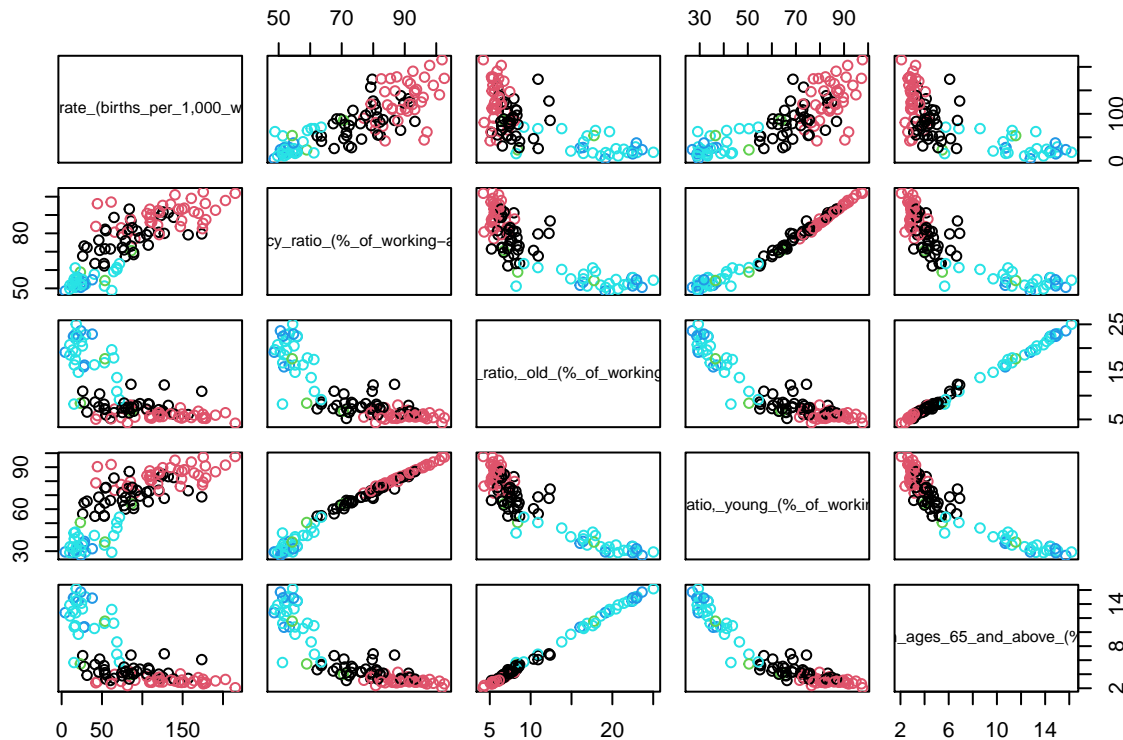 50 70 90
30 50 70 90
rate_(births_per_1,000_w
0 100
50 80
cy_ratio_(%_of_working−a
_ratio,_old_(%_of_working
5 15 25
30 60 90
atio,_young_(%_of_workin
_ages_65_and_above_(%
2 8 14
0 50 150
5 10 20
2 4 6 10 14